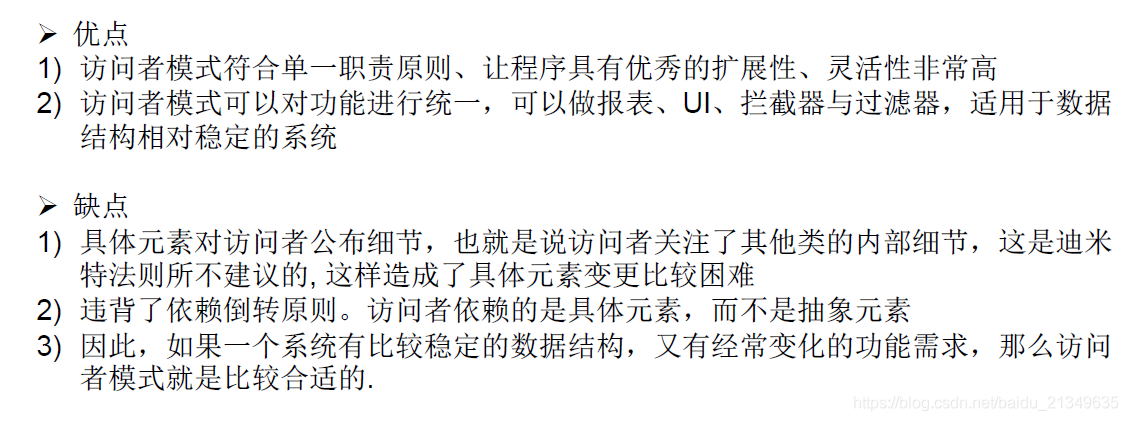 ➢ 优点
1) 访问者模式符合单一职责原则、让程序具有优秀的扩展性、灵活性非常高
2) 访问者模式可以对功能进行统一，可以做报表、UI、拦截器与过滤器，适用于数据
结构相对稳定的系统
➢ 缺点
1) 具体元素对访问者公布细节，也就是说访问者关注了其他类的内部细节，这是迪米
特法则所不建议的, 这样造成了具体元素变更比较困难
2) 违背了依赖倒转原则。访问者依赖的是具体元素，而不是抽象元素
3) 因此，如果一个系统有比较稳定的数据结构，又有经常变化的功能需求，那么访问
者模式就是比较合适的.
https://blog.csdn.net/baidu_21349635